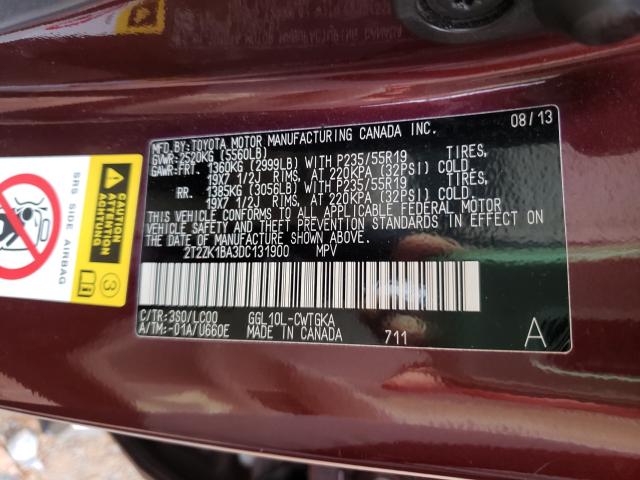 MFD.BY:TOYOTA MOTOR MANUFACTURING CANADA INC. 08/13
GVWR:2520KG (5560LB)
GAWR:FRT. 1360KG (2999LB) WITH P235/55R19 TIRES,
19X7 1/2J RIMS, AT 220KPA (32PSI) COLD.
RR. 1385KG (3056LB) WITH P235/55R19 TIRES,
19X7 1/2J RIMS, AT 220KPA (32PSI) COLD.
THIS VEHICLE CONFORMS TO ALL APPLICABLE FEDERAL MOTOR
VEHICLE SAFETY AND THEFT PREVENTION STANDARDS IN EFFECT ON
THE DATE OF MANUFACTURE SHOWN ABOVE.
2T2ZK1BA3DC131900 MPV
C/TR:3S0/LC00 GGL10L-CWTGKA
A/TM:-01A/U660E MADE IN CANADA 711 A
SRS SIDE AIRBAG
CAUTION
ATTENTION
ACHTUNG
3